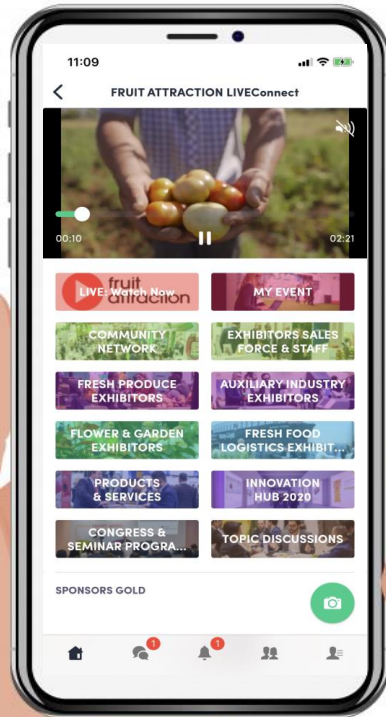 11:09
FRUIT ATTRACTION LIVEConnect
00:10
02:21
fruit
attraction
LIVE: Watch Now
MY EVENT
COMMUNITY
NETWORK
EXHIBITORS SALES
FORCE & STAFF
FRESH PRODUCE
EXHIBITORS
AUXILIARY INDUSTRY
EXHIBITORS
FLOWER & GARDEN
EXHIBITORS
FRESH FOOD
LOGISTICS EXHIBIT...
PRODUCTS
& SERVICES
INNOVATION
HUB 2020
CONGRESS &
SEMINAR PROGRA...
TOPIC DISCUSSIONS
SPONSORS GOLD
1
1